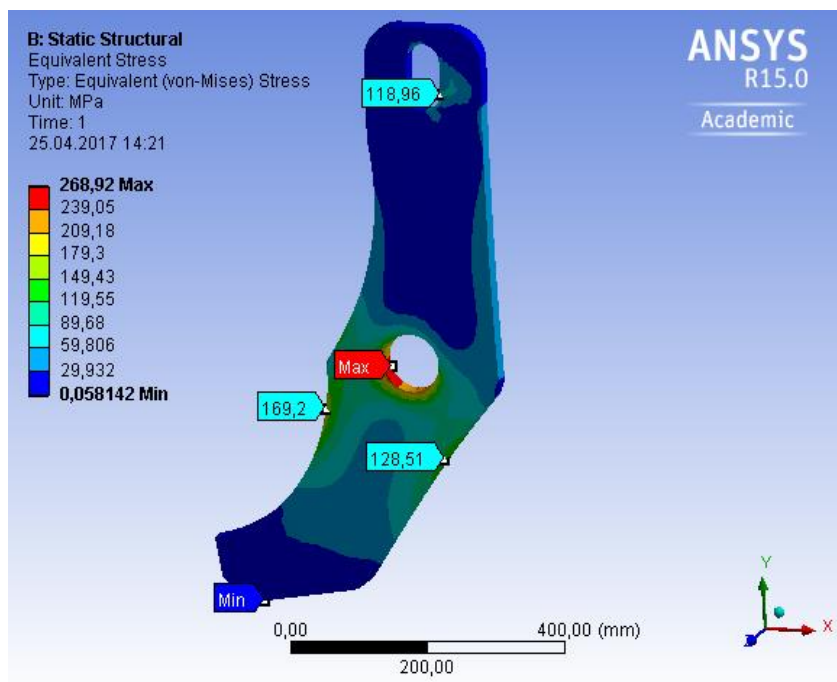 B: Static Structural
Equivalent Stress
Type: Equivalent (von-Mises) Stress
Unit: MPa
Time: 1
25.04.2017 14:21
268,92 Max
239,05
209,18
179,3
149,43
119,55
89,68
59,806
29,932
0,058142 Min
ANSYS
R15.0
Academic
118,96
Max
169,2
128,51
Min
0,00
400,00 (mm)
200,00
Y
X